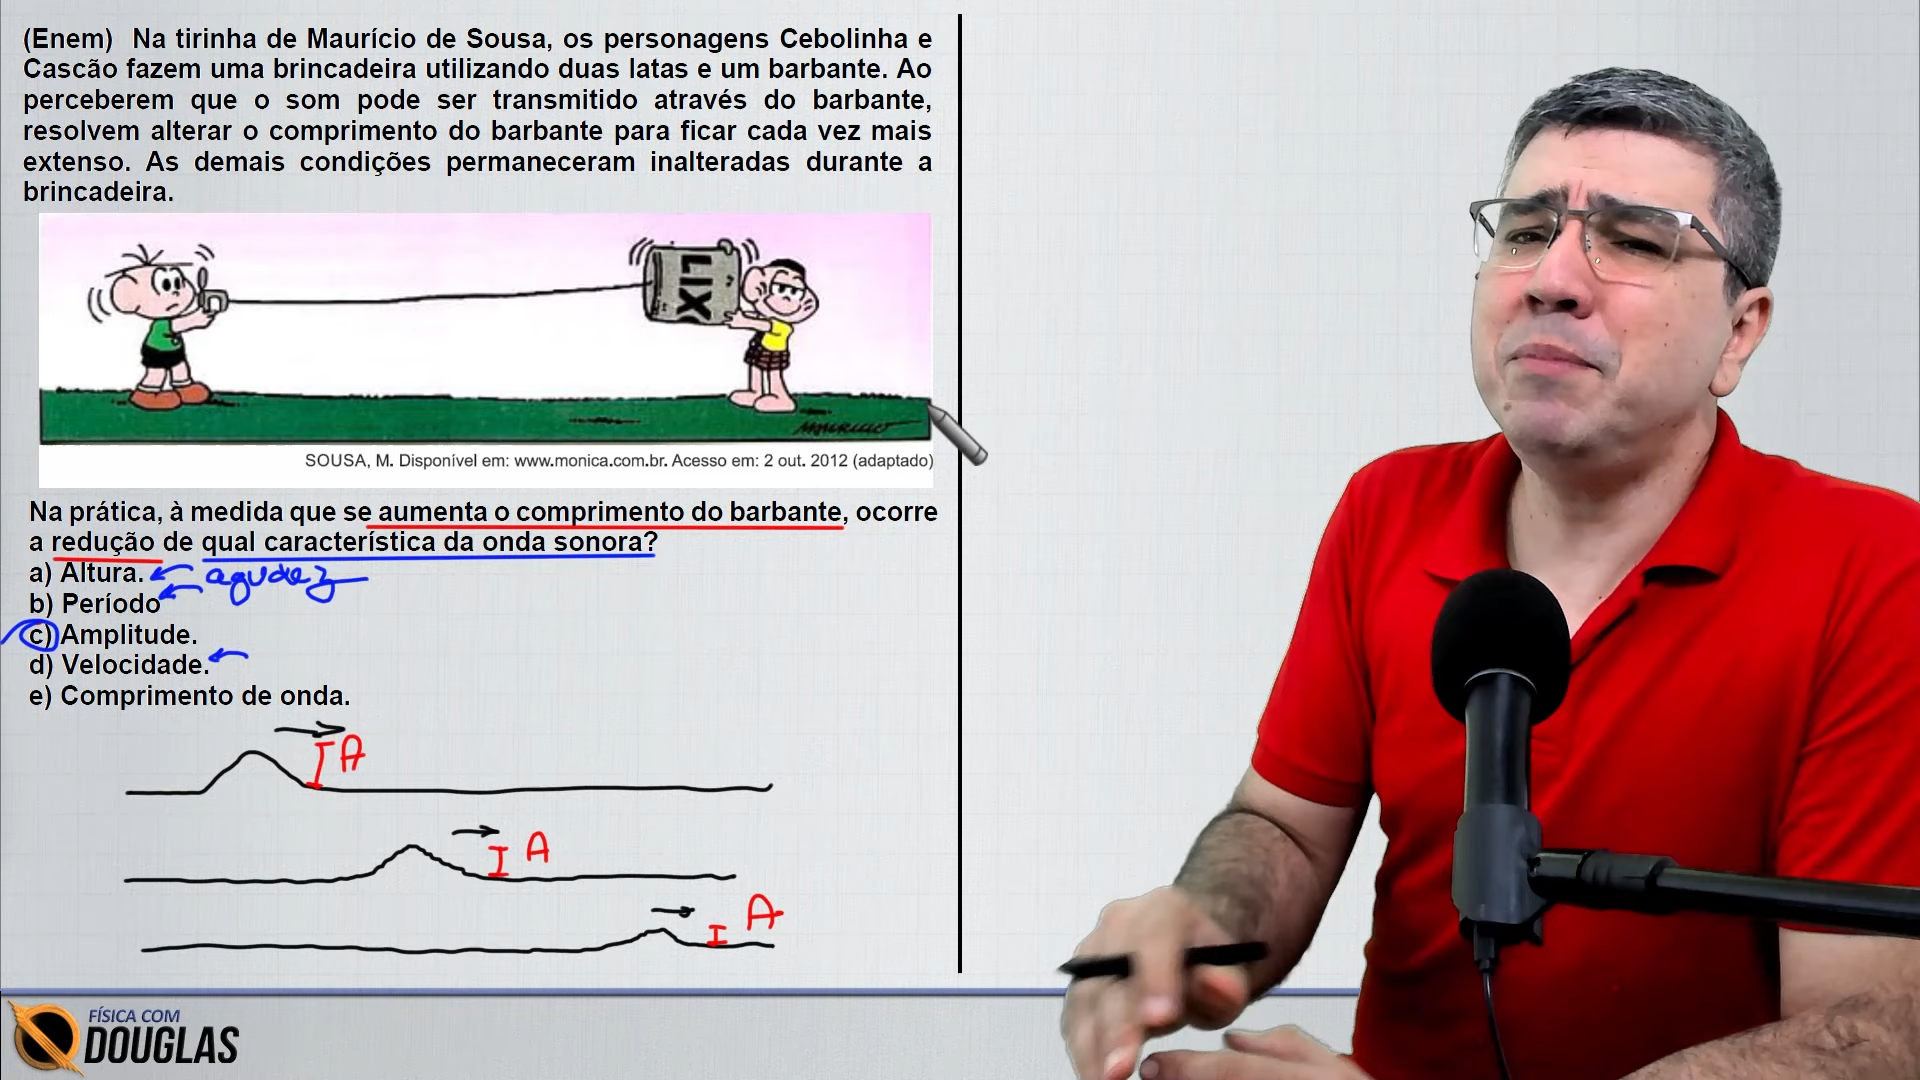 (Enem) Na tirinha de Maurício de Sousa, os personagens Cebolinha e
Cascão fazem uma brincadeira utilizando duas latas e um barbante. Ao
perceberem que o som pode ser transmitido através do barbante,
resolvem alterar o comprimento do barbante para ficar cada vez mais
extenso. As demais condições permaneceram inalteradas durante a
brincadeira.
LIX
MAURICIO
SOUSA, M. Disponível em: www.monica.com.br. Acesso em: 2 out. 2012 (adaptado)
Na prática, à medida que se aumenta o comprimento do barbante, ocorre
a redução de qual característica da onda sonora?
a) Altura. agudez
b) Período
c) Amplitude.
d) Velocidade.
e) Comprimento de onda.
A
A
A
FÍSICA COM
DOUGLAS